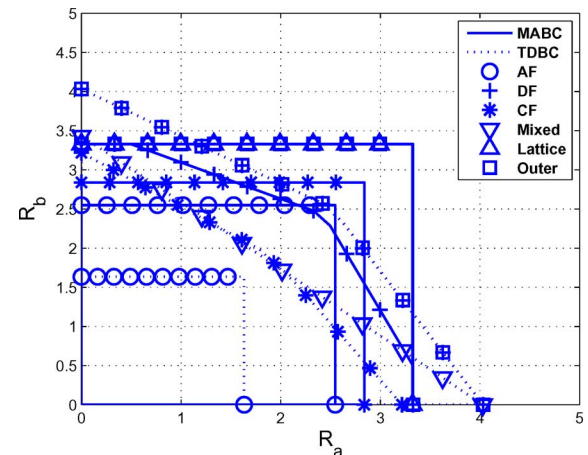 5
4.5
4
3.5
3
2.5
2
1.5
1
0.5
0
R_b
0 1 2 3 4 5
R_a
MABC
TDBC
AF
DF
CF
Mixed
Lattice
Outer